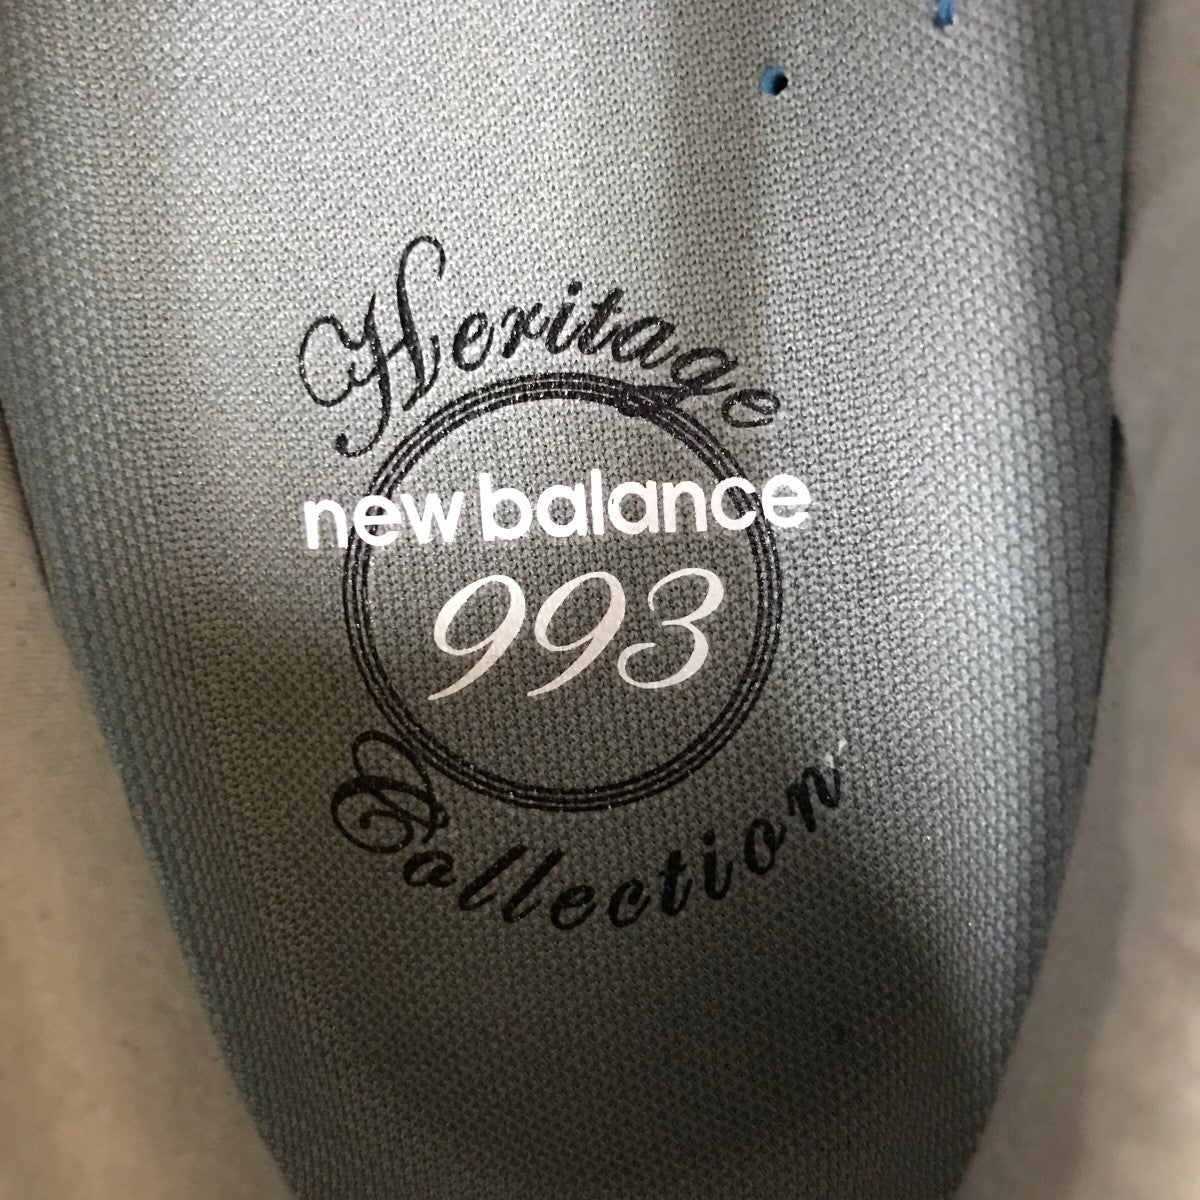 Heritage
new balance
993
Collection